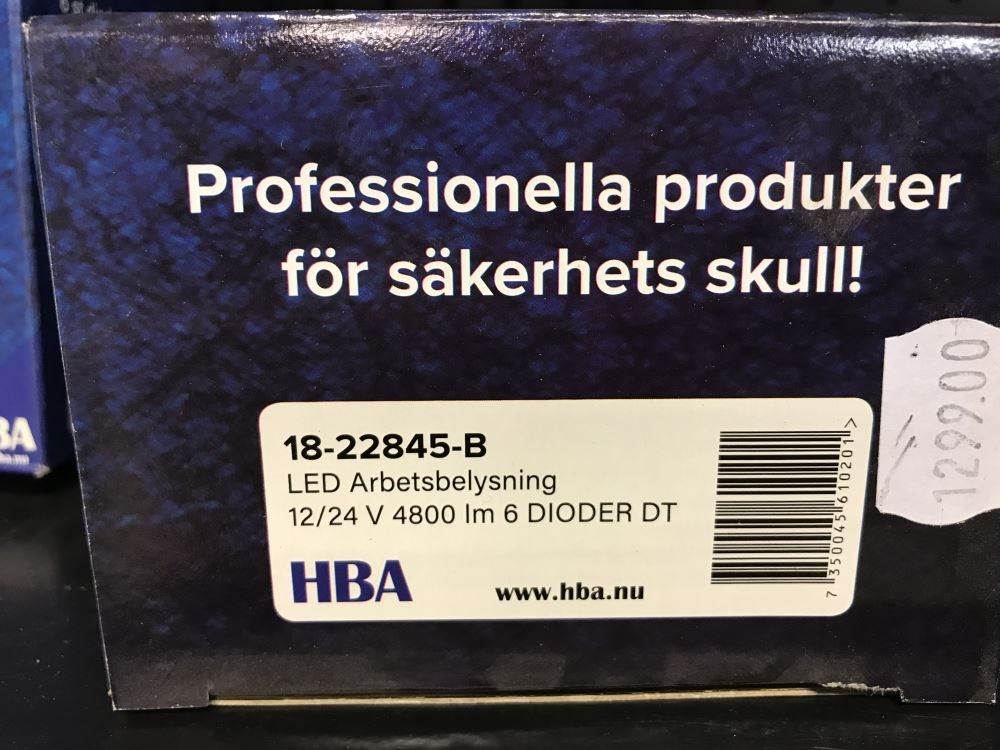 Professionella produkter
för säkerhets skull!
1299.00
18-22845-B
LED Arbetsbelysning
12/24 V 4800 lm 6 DIODER DT
HBA
www.hba.nu
7 350045 610201 >
BA